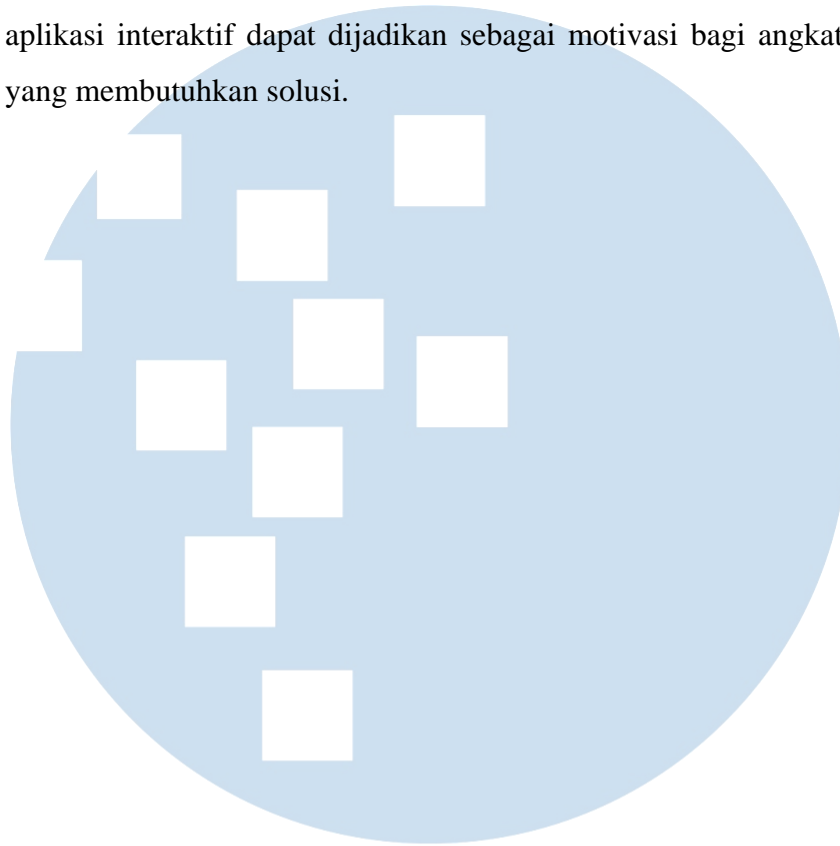 aplikasi interaktif dapat dijadikan sebagai motivasi bagi angkat
yang membutuhkan solusi.